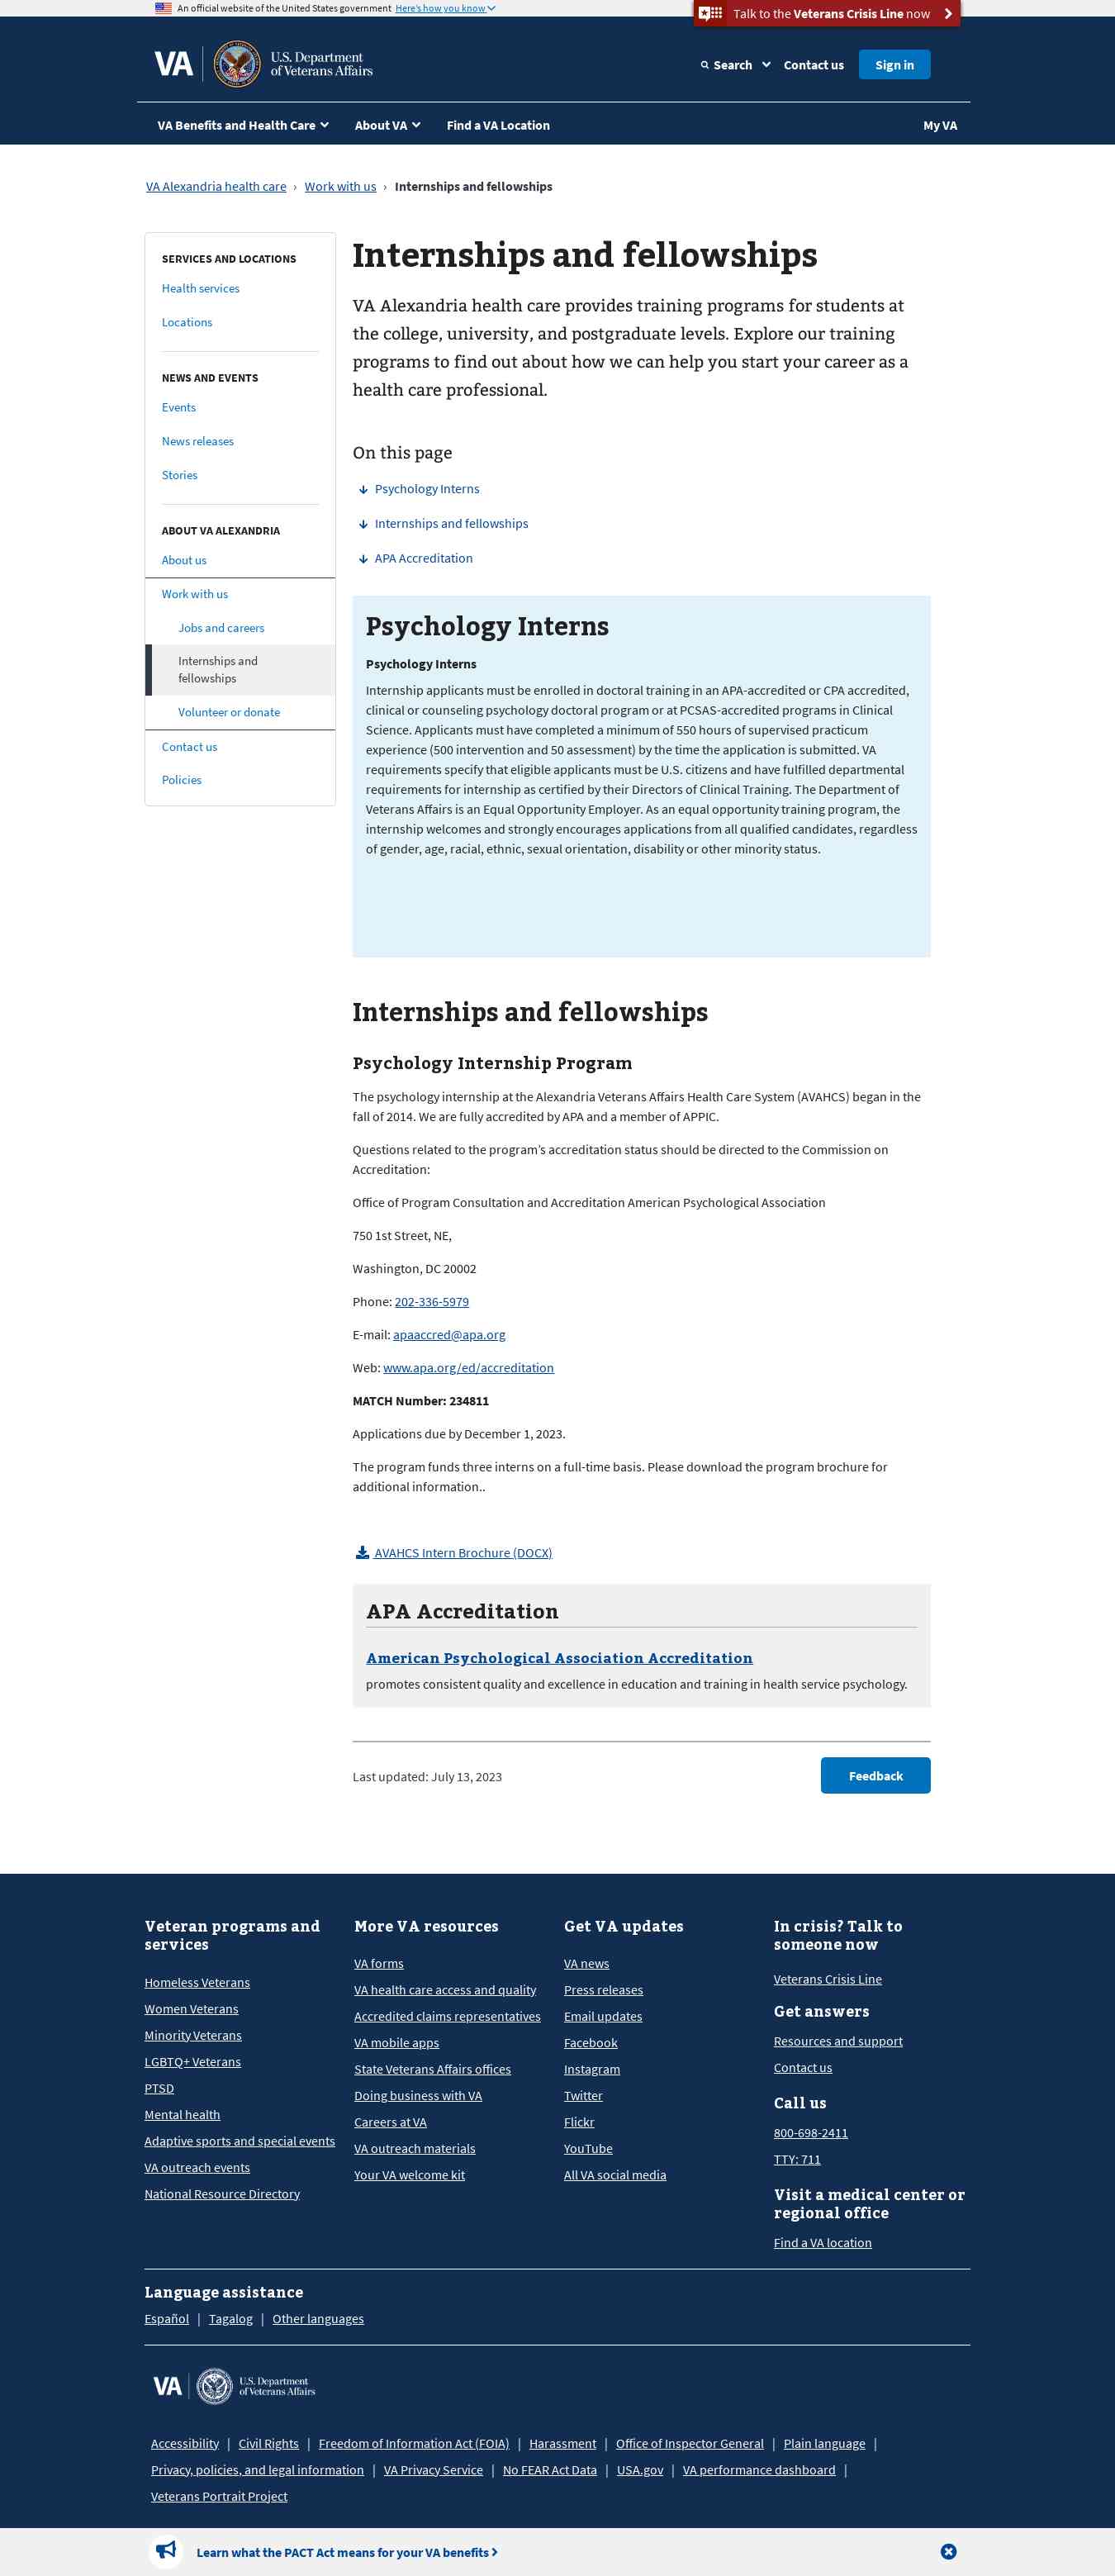 An official website of the United States government Here's how you know
Talk to the Veterans Crisis Line now
VA
U.S. Department
of Veterans Affairs
Search
Contact us
Sign in
VA Benefits and Health Care
About VA
Find a VA Location
My VA
VA Alexandria health care › Work with us › Internships and fellowships
SERVICES AND LOCATIONS
Health services
Locations
NEWS AND EVENTS
Events
News releases
Stories
ABOUT VA ALEXANDRIA
About us
Work with us
Jobs and careers
Internships and
fellowships
Volunteer or donate
Contact us
Policies
Internships and fellowships
VA Alexandria health care provides training programs for students at
the college, university, and postgraduate levels. Explore our training
programs to find out about how we can help you start your career as a
health care professional.
On this page
Psychology Interns
Internships and fellowships
APA Accreditation
Psychology Interns
Psychology Interns
Internship applicants must be enrolled in doctoral training in an APA-accredited or CPA accredited,
clinical or counseling psychology doctoral program or at PCSAS-accredited programs in Clinical
Science. Applicants must have completed a minimum of 550 hours of supervised practicum
experience (500 intervention and 50 assessment) by the time the application is submitted. VA
requirements specify that eligible applicants must be U.S. citizens and have fulfilled departmental
requirements for internship as certified by their Directors of Clinical Training. The Department of
Veterans Affairs is an Equal Opportunity Employer. As an equal opportunity training program, the
internship welcomes and strongly encourages applications from all qualified candidates, regardless
of gender, age, racial, ethnic, sexual orientation, disability or other minority status.
Internships and fellowships
Psychology Internship Program
The psychology internship at the Alexandria Veterans Affairs Health Care System (AVAHCS) began in the
fall of 2014. We are fully accredited by APA and a member of APPIC.
Questions related to the program's accreditation status should be directed to the Commission on
Accreditation:
Office of Program Consultation and Accreditation American Psychological Association
750 1st Street, NE,
Washington, DC 20002
Phone: 202-336-5979
E-mail: apaaccred@apa.org
Web: www.apa.org/ed/accreditation
MATCH Number: 234811
Applications due by December 1, 2023.
The program funds three interns on a full-time basis. Please download the program brochure for
additional information..
AVAHCS Intern Brochure (DOCX)
APA Accreditation
American Psychological Association Accreditation
promotes consistent quality and excellence in education and training in health service psychology.
Last updated: July 13, 2023
Feedback
Veteran programs and
services
Homeless Veterans
Women Veterans
Minority Veterans
LGBTQ+ Veterans
PTSD
Mental health
Adaptive sports and special events
VA outreach events
National Resource Directory
More VA resources
VA forms
VA health care access and quality
Accredited claims representatives
VA mobile apps
State Veterans Affairs offices
Doing business with VA
Careers at VA
VA outreach materials
Your VA welcome kit
Get VA updates
VA news
Press releases
Email updates
Facebook
Instagram
Twitter
Flickr
YouTube
All VA social media
In crisis? Talk to
someone now
Veterans Crisis Line
Get answers
Resources and support
Contact us
Call us
800-698-2411
TTY: 711
Visit a medical center or
regional office
Find a VA location
Language assistance
Español | Tagalog | Other languages
VA
U.S. Department
of Veterans Affairs
Accessibility | Civil Rights | Freedom of Information Act (FOIA) | Harassment | Office of Inspector General | Plain language |
Privacy, policies, and legal information | VA Privacy Service | No FEAR Act Data | USA.gov | VA performance dashboard |
Veterans Portrait Project
Learn what the PACT Act means for your VA benefits